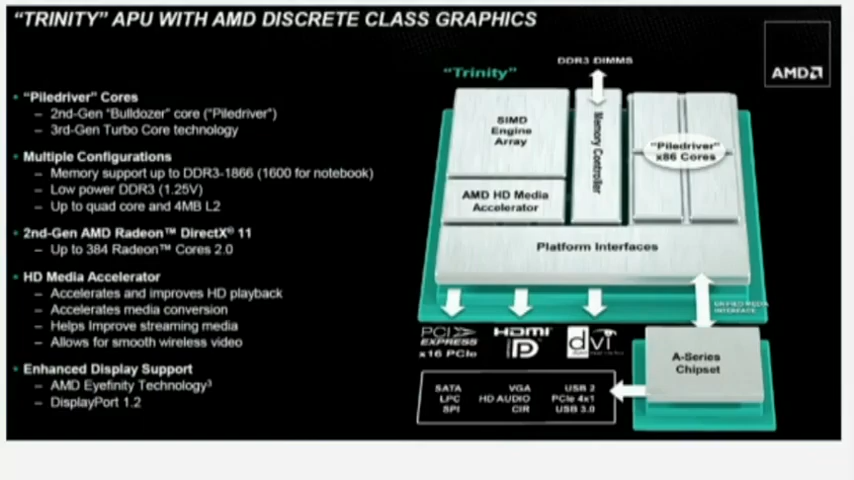 "TRINITY" APU WITH AMD DISCRETE CLASS GRAPHICS
AMD
"Piledriver" Cores
– 2nd-Gen "Bulldozer" core ("Piledriver")
– 3rd-Gen Turbo Core technology
Multiple Configurations
– Memory support up to DDR3-1866 (1600 for notebook)
– Low power DDR3 (1.25V)
– Up to quad core and 4MB L2
2nd-Gen AMD Radeon™ DirectX® 11
– Up to 384 Radeon™ Cores 2.0
HD Media Accelerator
– Accelerates and improves HD playback
– Accelerates media conversion
– Helps Improve streaming media
– Allows for smooth wireless video
Enhanced Display Support
– AMD Eyefinity Technology³
– DisplayPort 1.2
"Trinity"
DDR3 DIMMS
SIMD
Engine
Array
Memory Controller
"Piledriver"
x86 Cores
AMD HD Media
Accelerator
Platform Interfaces
UNIFIED MEDIA
INTERFACE
PCI
EXPRESS
x16 PCIe
HDMI
DP
dvi
A-Series
Chipset
SATA VGA USB 2
LPC HD AUDIO PCIe 4x1
SPI CIR USB 3.0